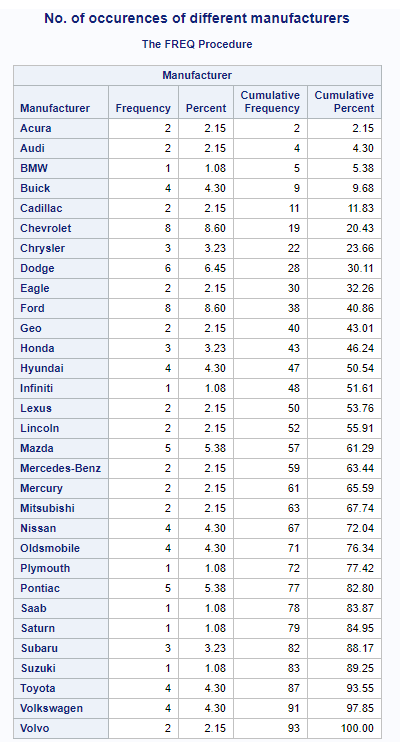 No. of occurences of different manufacturers
The FREQ Procedure
Manufacturer
Manufacturer Frequency Percent Cumulative Frequency Cumulative Percent
Acura 2 2.15 2 2.15
Audi 2 2.15 4 4.30
BMW 1 1.08 5 5.38
Buick 4 4.30 9 9.68
Cadillac 2 2.15 11 11.83
Chevrolet 8 8.60 19 20.43
Chrysler 3 3.23 22 23.66
Dodge 6 6.45 28 30.11
Eagle 2 2.15 30 32.26
Ford 8 8.60 38 40.86
Geo 2 2.15 40 43.01
Honda 3 3.23 43 46.24
Hyundai 4 4.30 47 50.54
Infiniti 1 1.08 48 51.61
Lexus 2 2.15 50 53.76
Lincoln 2 2.15 52 55.91
Mazda 5 5.38 57 61.29
Mercedes-Benz 2 2.15 59 63.44
Mercury 2 2.15 61 65.59
Mitsubishi 2 2.15 63 67.74
Nissan 4 4.30 67 72.04
Oldsmobile 4 4.30 71 76.34
Plymouth 1 1.08 72 77.42
Pontiac 5 5.38 77 82.80
Saab 1 1.08 78 83.87
Saturn 1 1.08 79 84.95
Subaru 3 3.23 82 88.17
Suzuki 1 1.08 83 89.25
Toyota 4 4.30 87 93.55
Volkswagen 4 4.30 91 97.85
Volvo 2 2.15 93 100.00